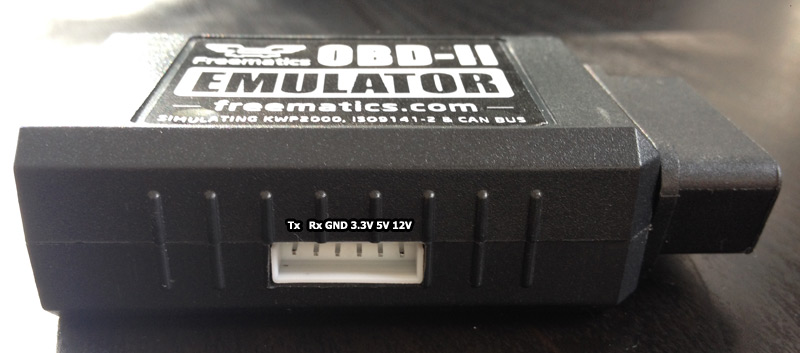 Freematics OBD-II
EMULATOR
freematics.com
SIMULATING KWP2000, ISO9141-2 & CAN BUS
Tx Rx GND 3.3V 5V 12V